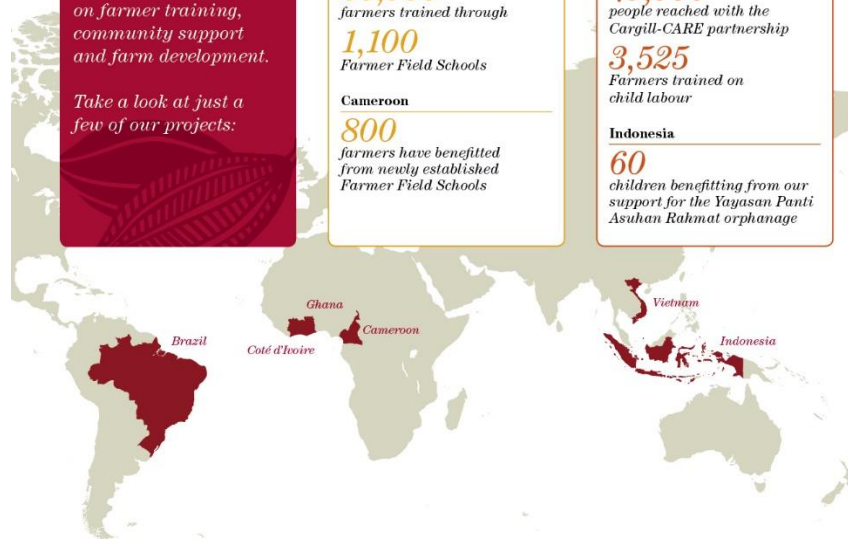 on farmer training,
community support
and farm development.
Take a look at just a
few of our projects:
farmers trained through
1,100
Farmer Field Schools
Cameroon
800
farmers have benefitted
from newly established
Farmer Field Schools
people reached with the
Cargill-CARE partnership
3,525
Farmers trained on
child labour
Indonesia
60
children benefitting from our
support for the Yayasan Panti
Asuhan Rahmat orphanage
Ghana
Coté d'Ivoire
Cameroon
Brazil
Vietnam
Indonesia